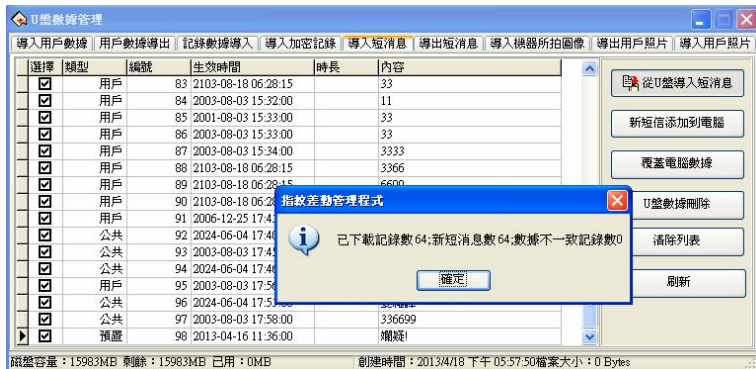 U盤數據管理
導入用戶數據 用戶數據導出 記錄數據導入 導入加密記錄 導入短消息 導出短消息 導入機器所拍圖像 導出用戶照片 導入用戶照片
選擇 類型 編號 生效時間 時長 內容
用戶 83 2103-08-18 06:28:15 33
用戶 84 2003-08-03 15:32:00 11
用戶 85 2001-08-03 15:33:00 33
用戶 86 2003-08-03 15:33:00 33
用戶 87 2003-08-03 15:34:00 3333
用戶 88 2103-08-18 06:28:15 3366
用戶 89 2103-08-18 06:28:15 6600
用戶 90 2103-08-18 06:28
用戶 91 2006-12-25 17:4
公共 92 2024-06-04 17:40
公共 93 2003-08-03 17:4
公共 94 2024-06-04 17:46
用戶 95 2003-08-03 17:56
公共 96 2024-06-04 17:5
公共 97 2003-08-03 17:58:00 336699
預置 98 2013-04-16 11:36:00 嫻疑!
從U盤導入短消息
新短信添加到電腦
覆蓋電腦數據
U盤數據刪除
清除列表
刷新
指紋差動管理程式
已下載記錄數64;新短消息數64;數據不一致記錄數0
確定
磁盤容量:15983MB 剩餘:15983MB 已用:0MB 創建時間:2013/4/18 下午 05:57:50檔案大小:0 Bytes